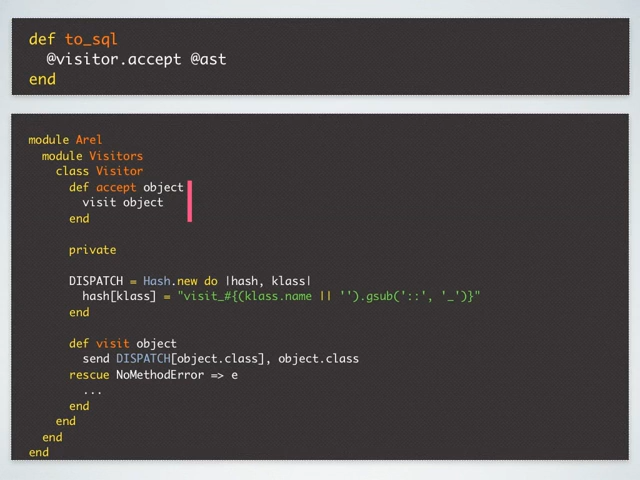 def to_sql
  @visitor.accept @ast
end
module Arel
  module Visitors
    class Visitor
      def accept object
        visit object
      end
      private
      DISPATCH = Hash.new do |hash, klass|
        hash[klass] = "visit_#{(klass.name || '').gsub('::', '_')}"
      end
      def visit object
        send DISPATCH[object.class], object.class
      rescue NoMethodError => e
        ...
      end
    end
  end
end